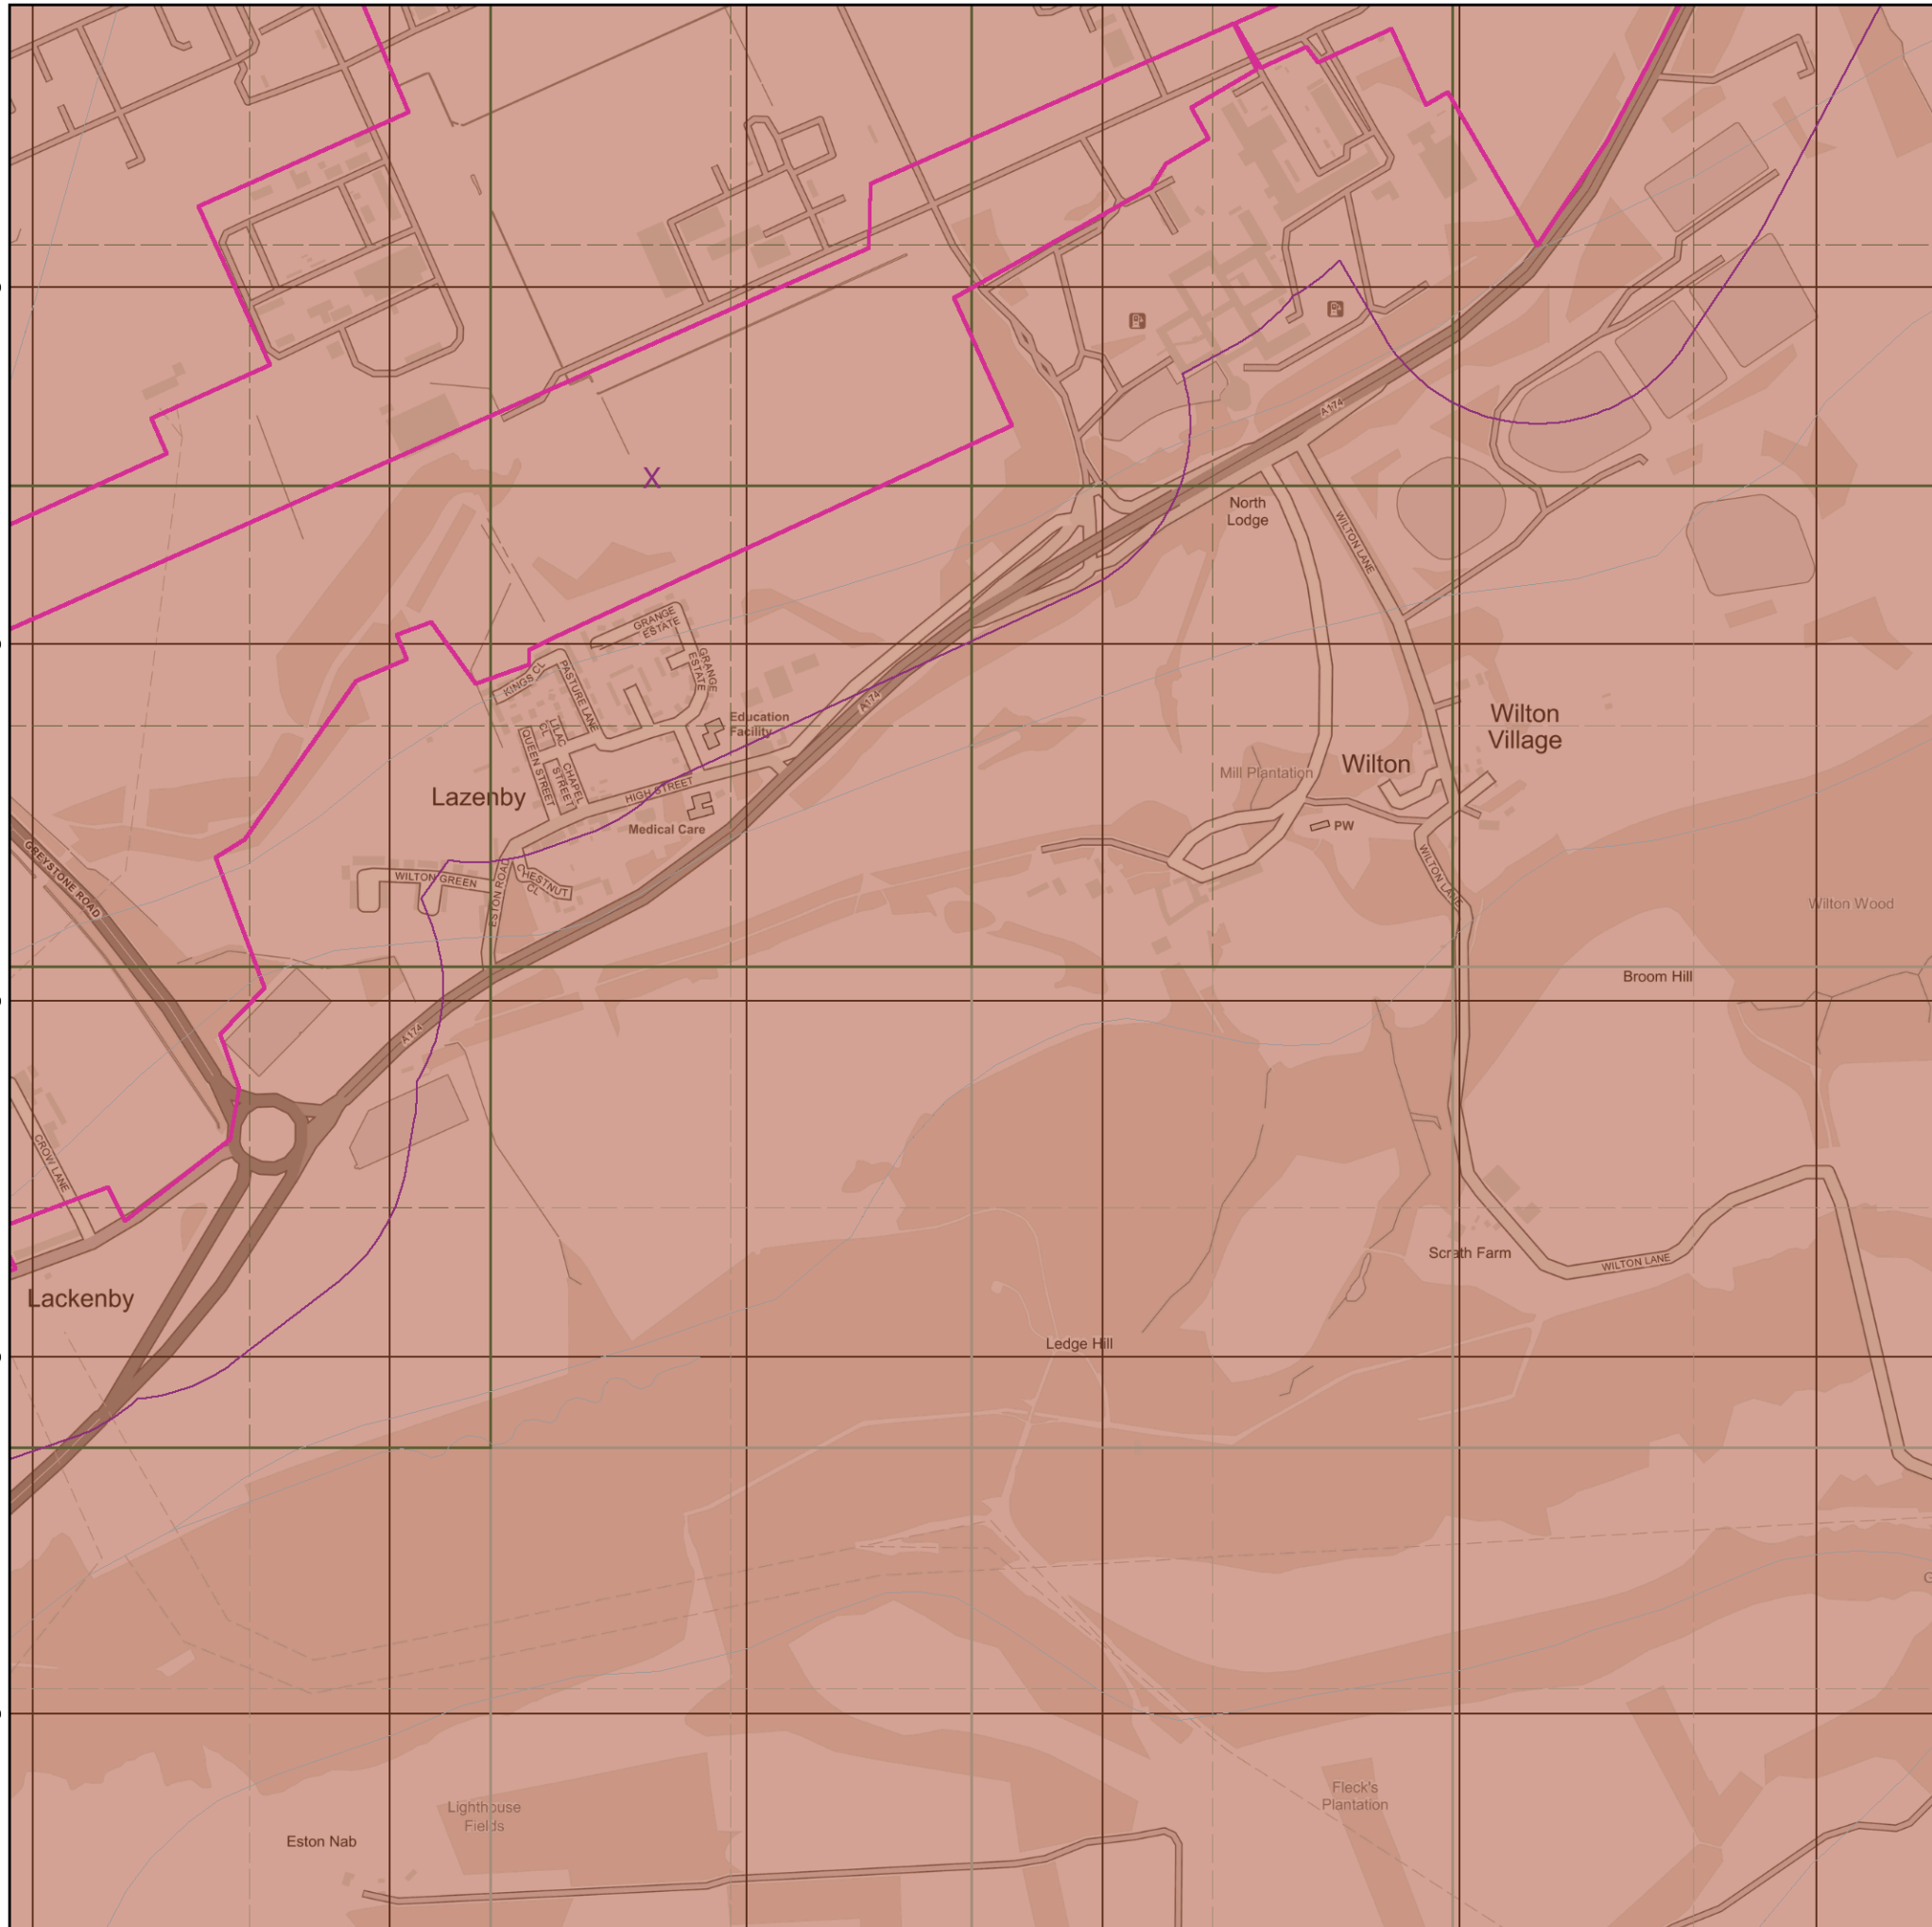 X
A174
North
Lodge
WILTON LANE
GRANGE
ESTATE
GRANGE
ESTATE
KINGS CL
PASTURE LANE
LILAC
CL
QUEEN STREET
CHAPEL
STREET
Education
Facility
A174
Wilton
Village
Wilton
Mill Plantation
Lazenby
HIGH STREET
Medical Care
PW
GREYSTONE ROAD
WILTON GREEN
ESTON ROAD
CHESTNUT
CL
WILTON LANE
Wilton Wood
Broom Hill
A174
CROW LANE
Scrath Farm
WILTON LANE
Lackenby
Ledge Hill
Lighthouse
Fields
Fleck's
Plantation
Eston Nab